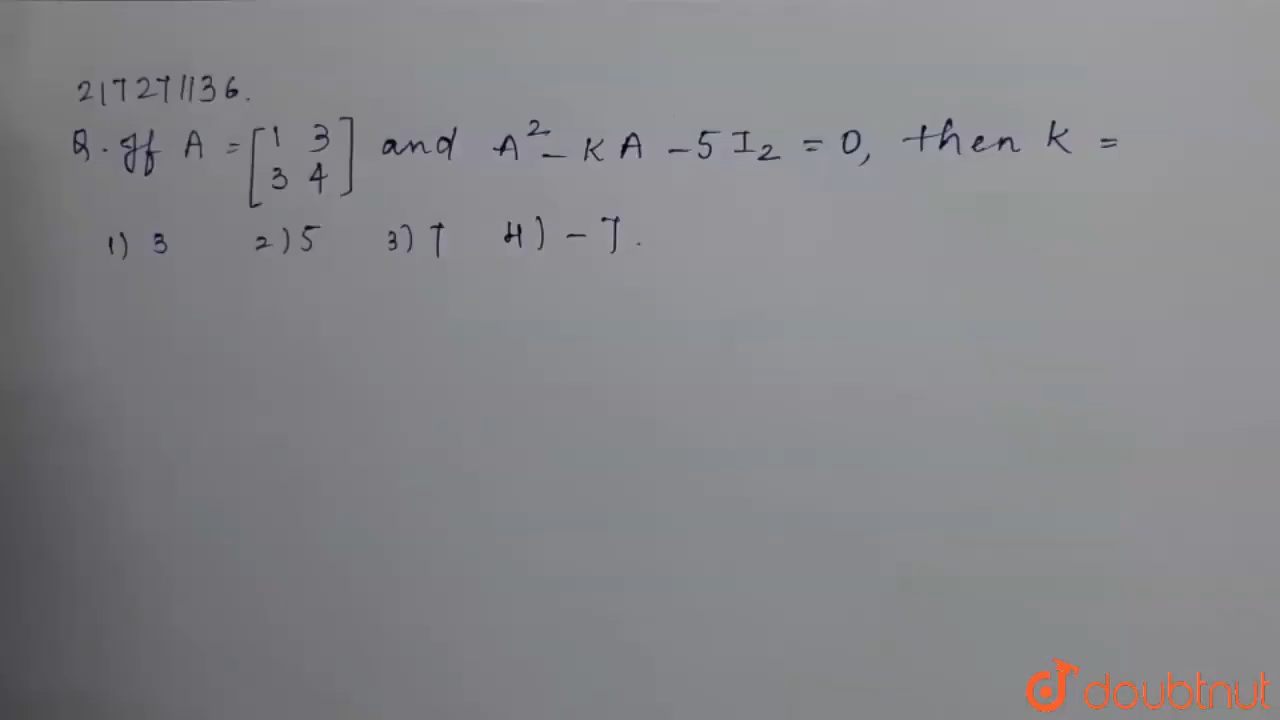 217271136.
Q. If A = [1 3 3 4] and A² - KA - 5I₂ = 0, then K =
1) 3 2) 5 3) 7 4) - 7.
doubtnut